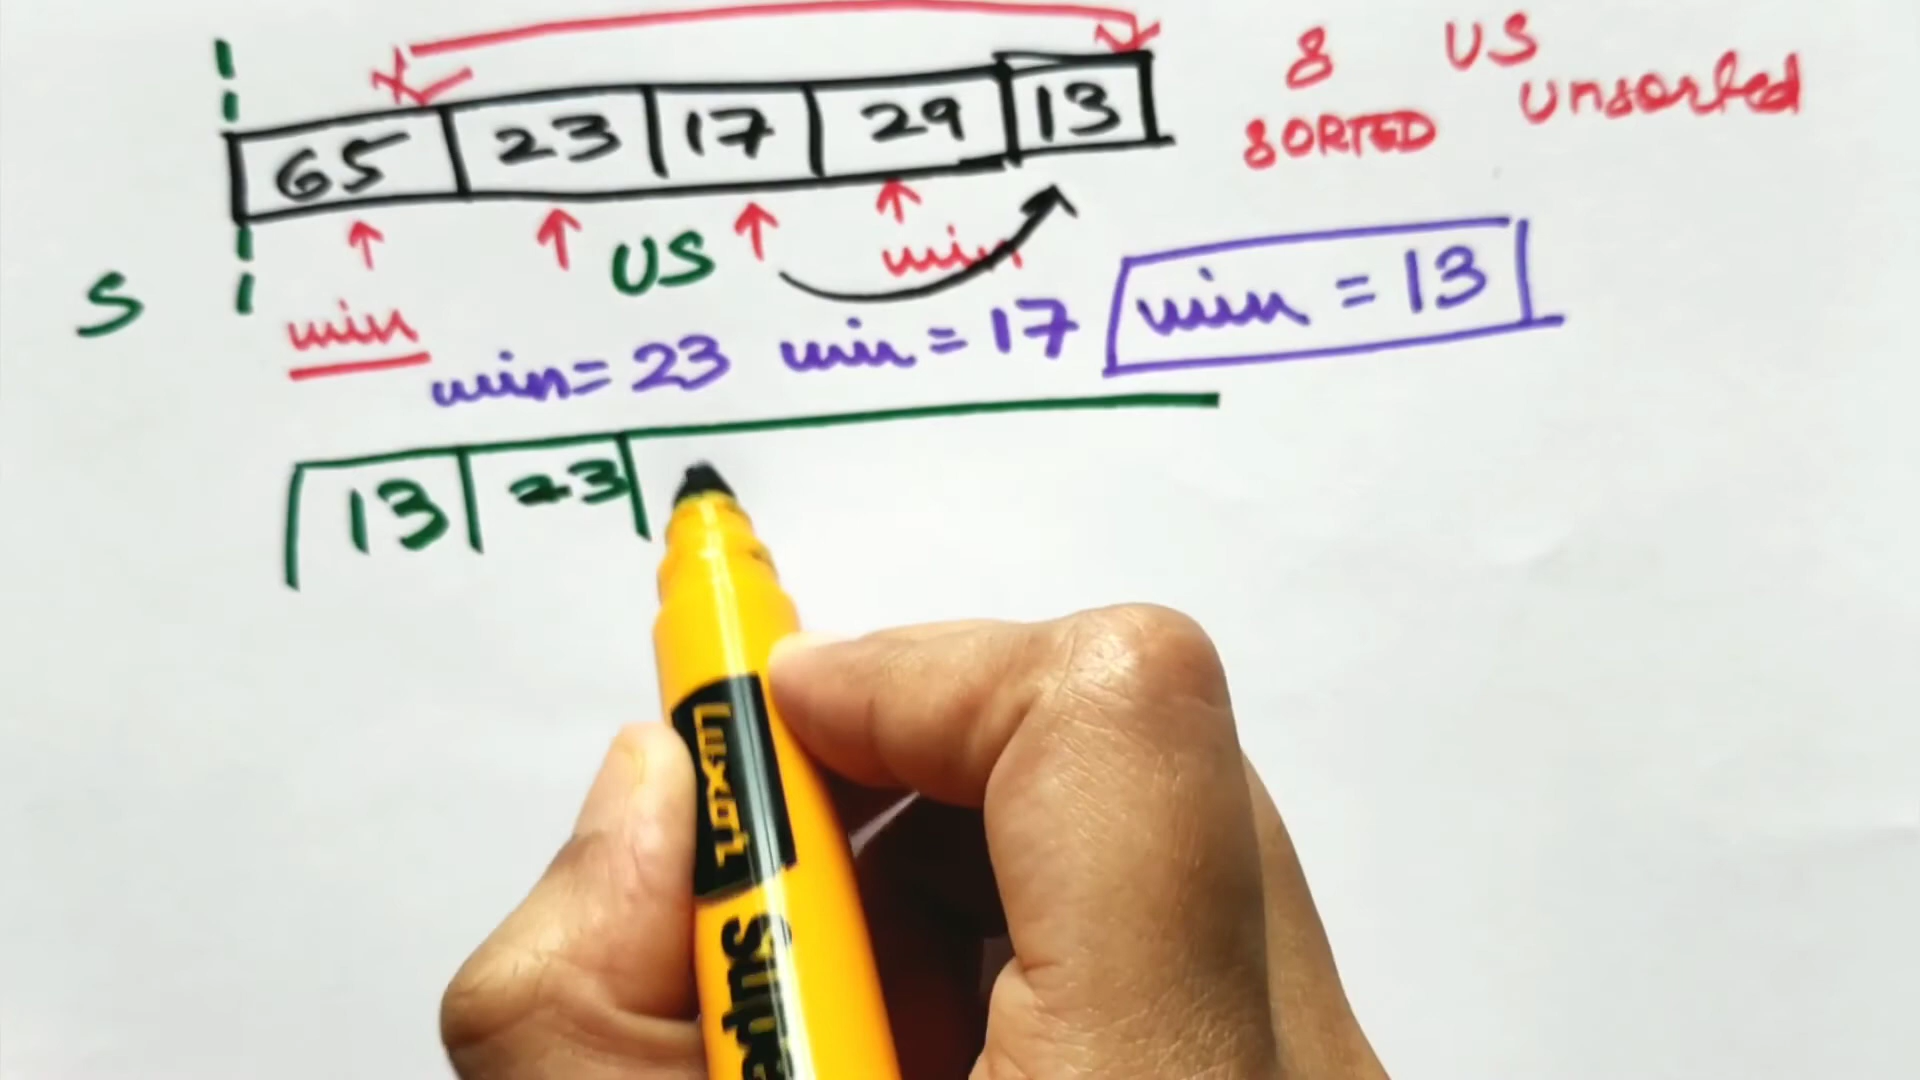 8 US
SORTED unsorted
65 23 17 29 13
S US min
min min=23 min=17 min=13
13 23
Luxor
Supe